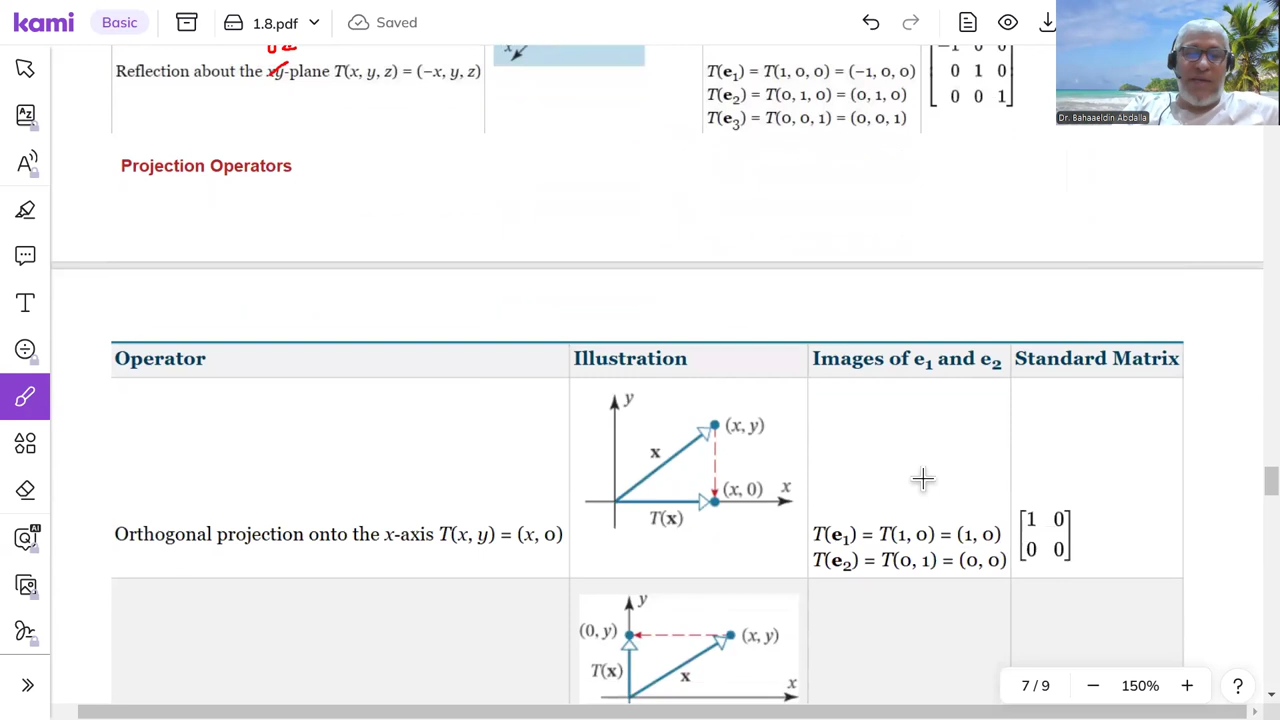 kami
Basic
1.8.pdf
Saved
Dr. Bahaaeldin Abdalla
Reflection about the xy-plane T(x, y, z) = (−x, y, z)
x
T(e₁) = T(1, 0, 0) = (−1, 0, 0)
T(e₂) = T(0, 1, 0) = (0, 1, 0)
T(e₃) = T(0, 0, 1) = (0, 0, 1)
−1 0 0
0 1 0
0 0 1
Projection Operators
Operator
Illustration
Images of e₁ and e₂
Standard Matrix
y
(x, y)
x
(x, 0)
x
T(x)
Orthogonal projection onto the x-axis T(x, y) = (x, 0)
T(e₁) = T(1, 0) = (1, 0)
T(e₂) = T(0, 1) = (0, 0)
1 0
0 0
y
(0, y)
(x, y)
T(x)
x
x
7 / 9
150%
?